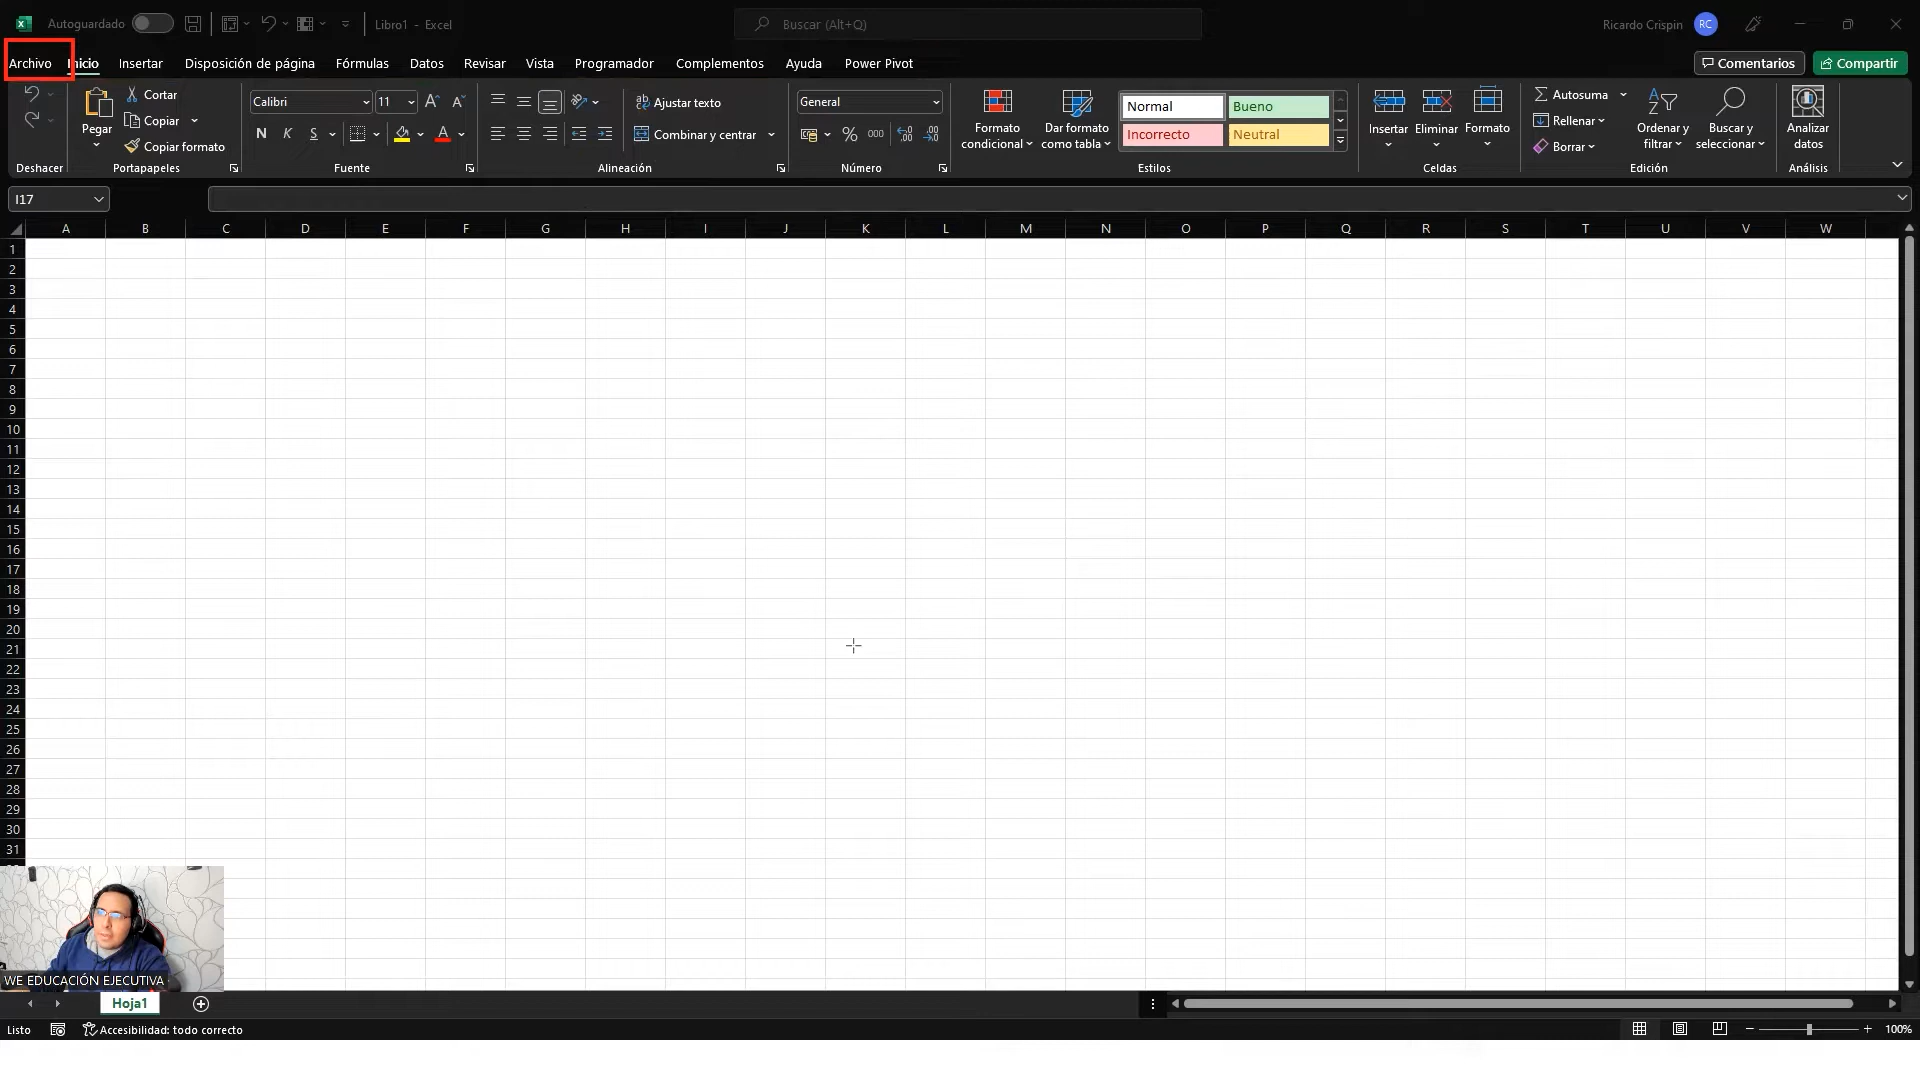 Autoguardado
Libro1 - Excel
Buscar (Alt+Q)
Ricardo Crispin
RC
Archivo
Inicio
Insertar
Disposición de página
Fórmulas
Datos
Revisar
Vista
Programador
Complementos
Ayuda
Power Pivot
Comentarios
Compartir
Pegar
Cortar
Copiar
Copiar formato
Calibri
11
N K S
Ajustar texto
Combinar y centrar
General
% 000
Formato condicional
Dar formato como tabla
Normal
Bueno
Incorrecto
Neutral
Insertar
Eliminar
Formato
Autosuma
Rellenar
Borrar
Ordenar y filtrar
Buscar y seleccionar
Analizar datos
Deshacer
Portapapeles
Fuente
Alineación
Número
Estilos
Celdas
Edición
Análisis
I17
A B C D E F G H I J K L M N O P Q R S T U V W
1
2
3
4
5
6
7
8
9
10
11
12
13
14
15
16
17
18
19
20
21
22
23
24
25
26
27
28
29
30
31
WE EDUCACIÓN EJECUTIVA
Hoja1
Listo
Accesibilidad: todo correcto
100%